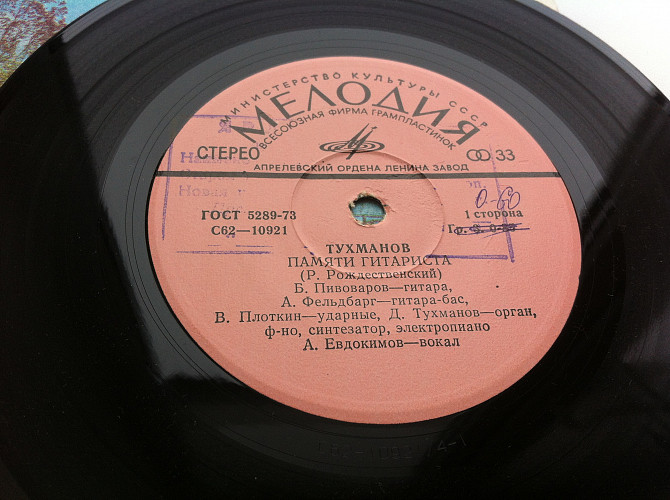 МИНИСТЕРСТВО КУЛЬТУРЫ СССР
МЕЛОДИЯ
ВСЕСОЮЗНАЯ ФИРМА ГРАМПЛАСТИНОК
СТЕРЕО
33
АПРЕЛЕВСКИЙ ОРДЕНА ЛЕНИНА ЗАВОД
Новая
0-60
ГОСТ 5289-73
1 сторона
С62—10921
Гр.
ТУХМАНОВ
ПАМЯТИ ГИТАРИСТА
(Р. Рождественский)
Б. Пивоваров—гитара,
А. Фельдбарг—гитара-бас,
В. Плоткин—ударные, Д. Тухманов—орган,
ф-но, синтезатор, электропиано
А. Евдокимов—вокал